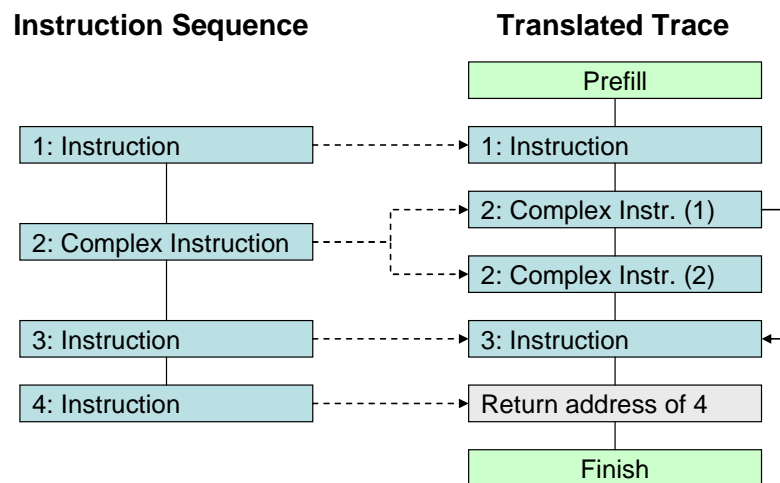 Instruction Sequence
Translated Trace
Prefill
1: Instruction
1: Instruction
2: Complex Instr. (1)
2: Complex Instruction
2: Complex Instr. (2)
3: Instruction
3: Instruction
4: Instruction
Return address of 4
Finish